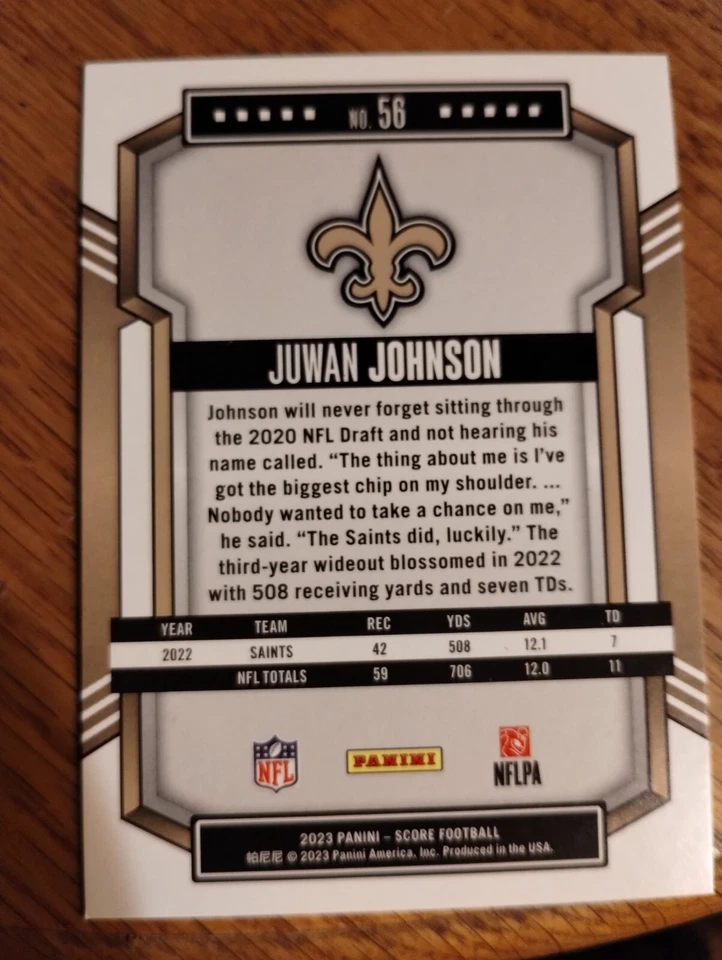 NO. 56
JUWAN JOHNSON
Johnson will never forget sitting through
the 2020 NFL Draft and not hearing his
name called. “The thing about me is I’ve
got the biggest chip on my shoulder. ...
Nobody wanted to take a chance on me,”
he said. “The Saints did, luckily.” The
third-year wideout blossomed in 2022
with 508 receiving yards and seven TDs.
YEAR TEAM REC YDS AVG TD
2022 SAINTS 42 508 12.1 7
NFL TOTALS 59 706 12.0 11
NFL PANINI NFLPA
2023 PANINI – SCORE FOOTBALL
帕尼尼 © 2023 Panini America, Inc. Produced in the USA.